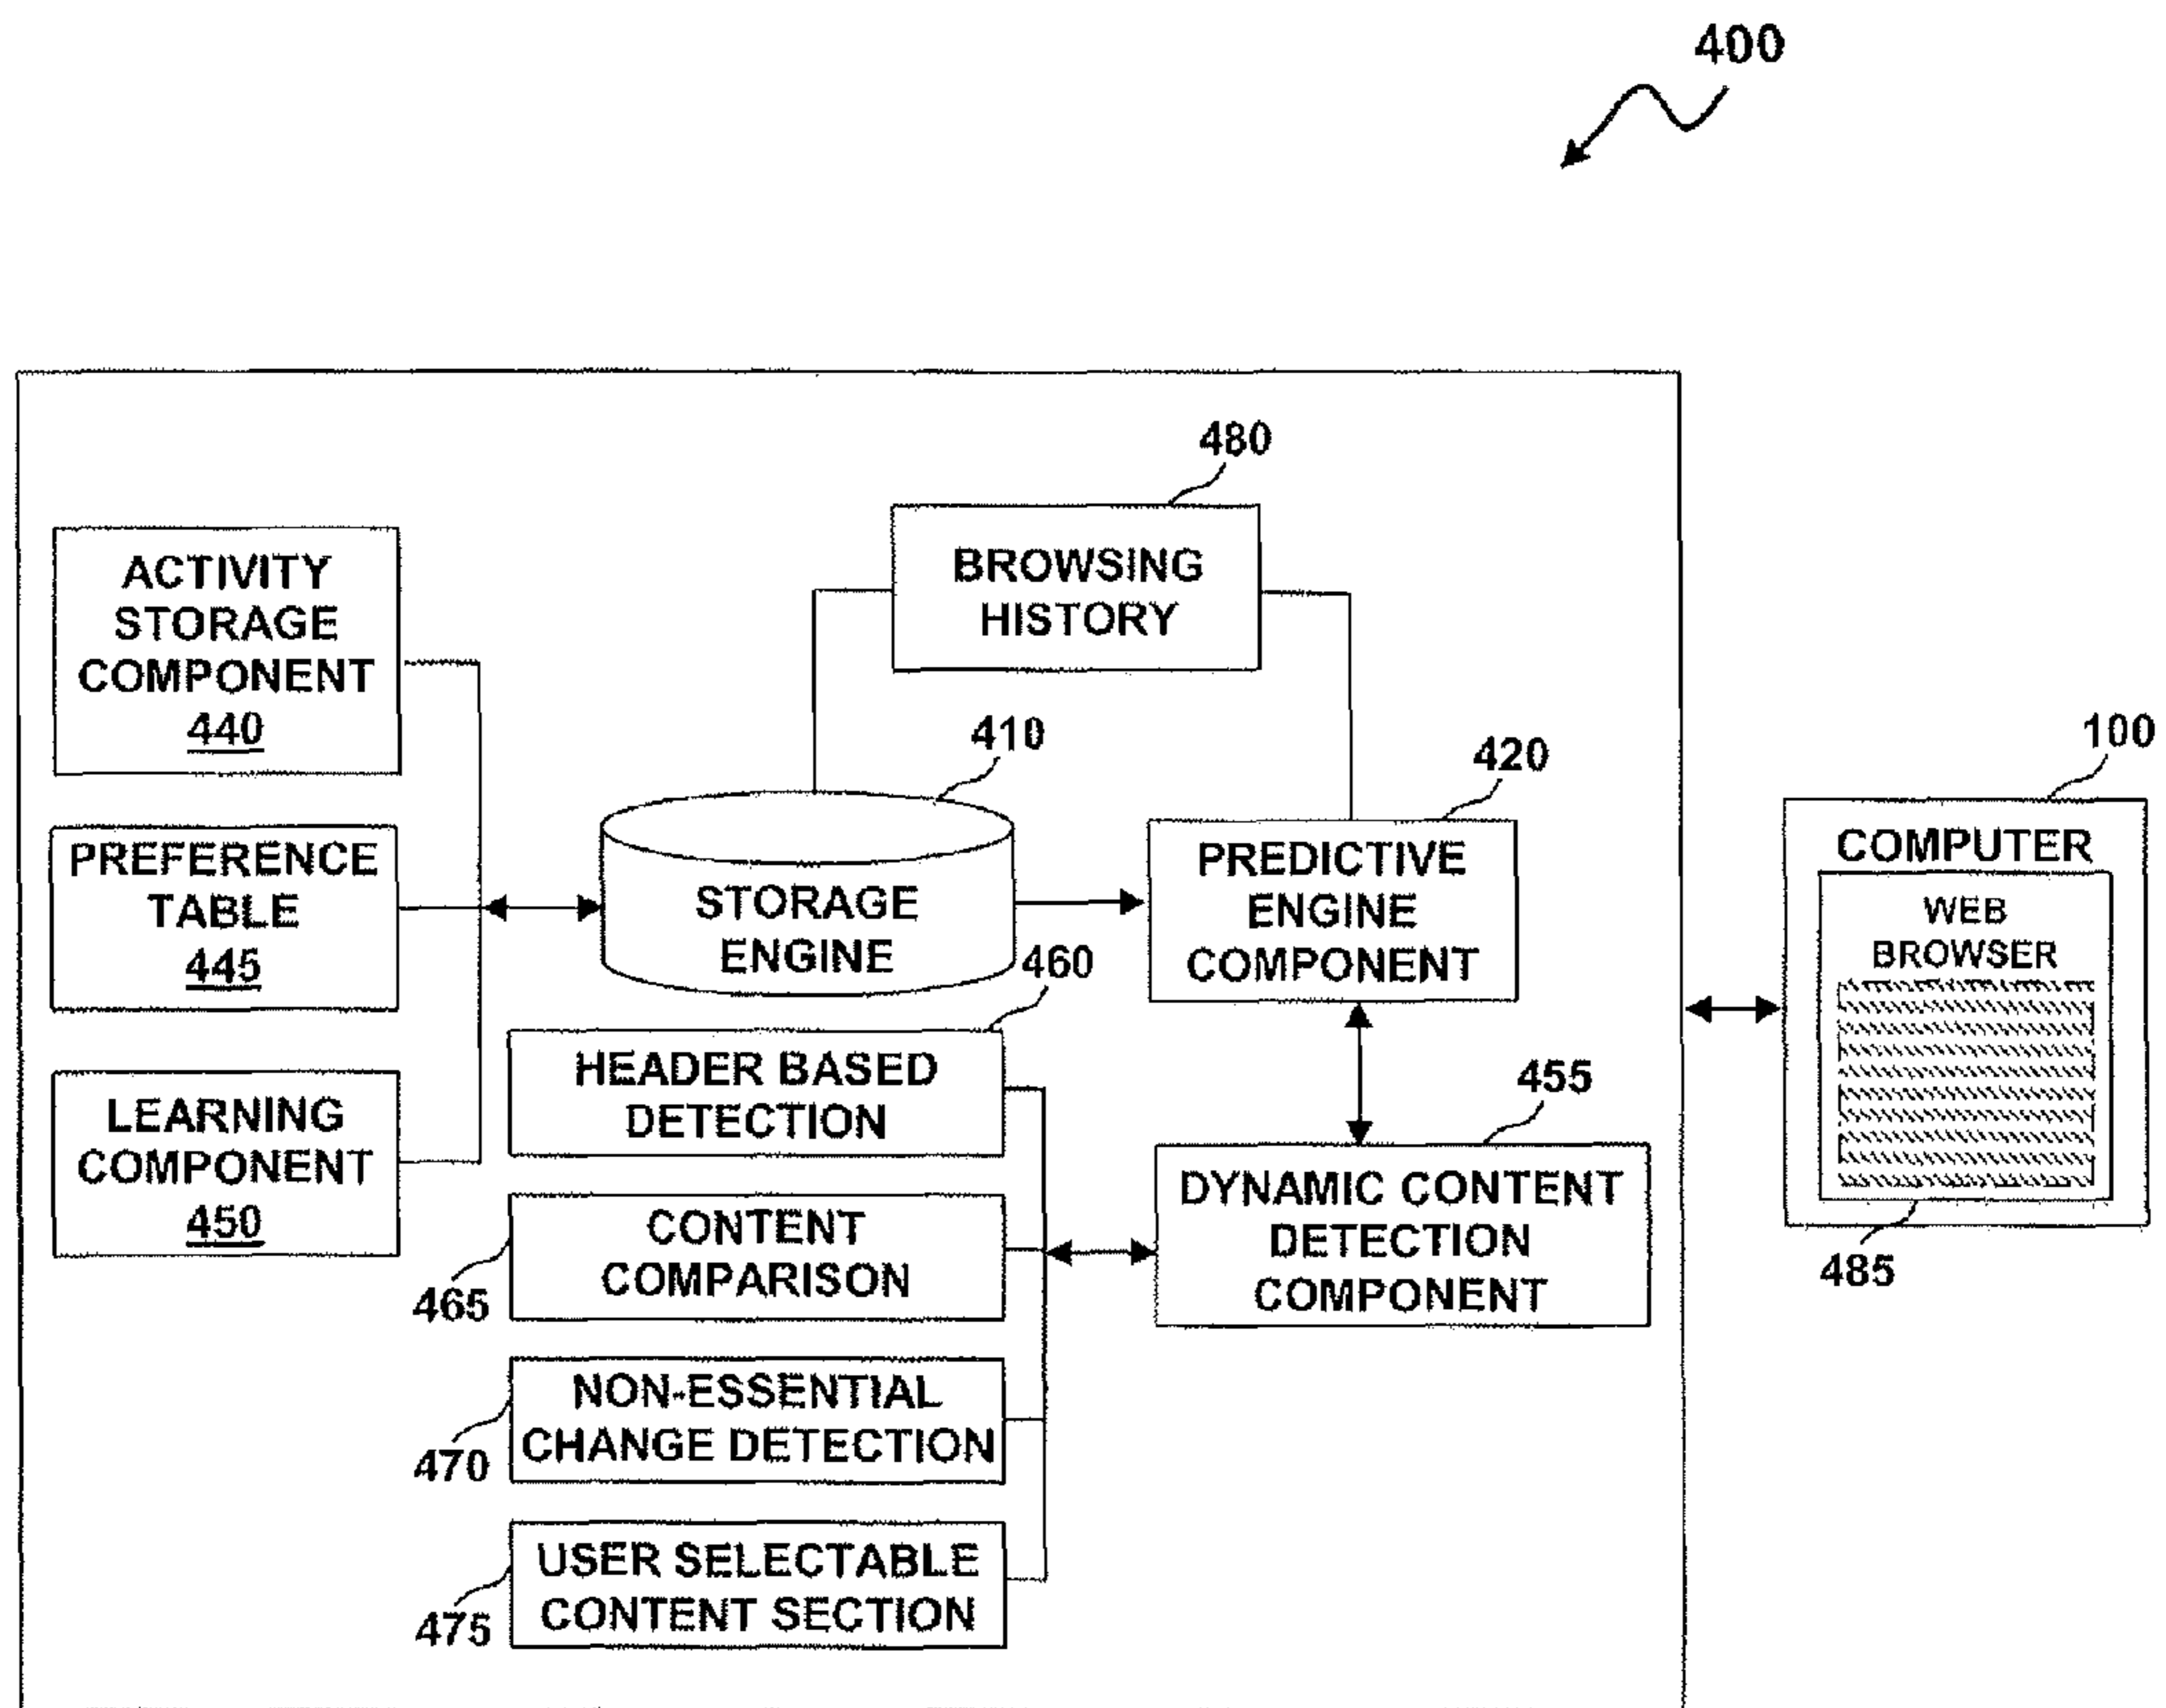 400
480
BROWSING
HISTORY
ACTIVITY
STORAGE
COMPONENT
440
410
420
100
PREFERENCE
TABLE
445
STORAGE
ENGINE
PREDICTIVE
ENGINE
COMPONENT
COMPUTER
WEB
BROWSER
485
460
HEADER BASED
DETECTION
LEARNING
COMPONENT
450
455
DYNAMIC CONTENT
DETECTION
COMPONENT
CONTENT
COMPARISON
465
NON-ESSENTIAL
CHANGE DETECTION
470
USER SELECTABLE
CONTENT SECTION
475